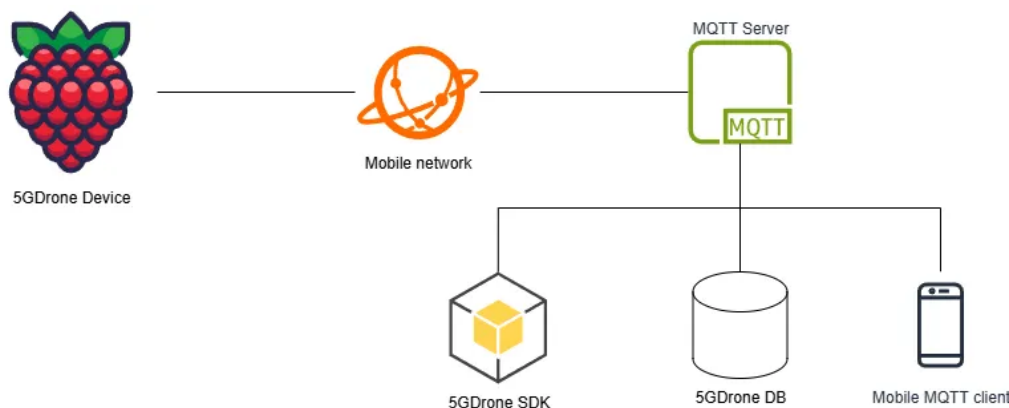 MQTT Server
MQTT
Mobile network
5GDrone Device
5GDrone SDK
5GDrone DB
Mobile MQTT client